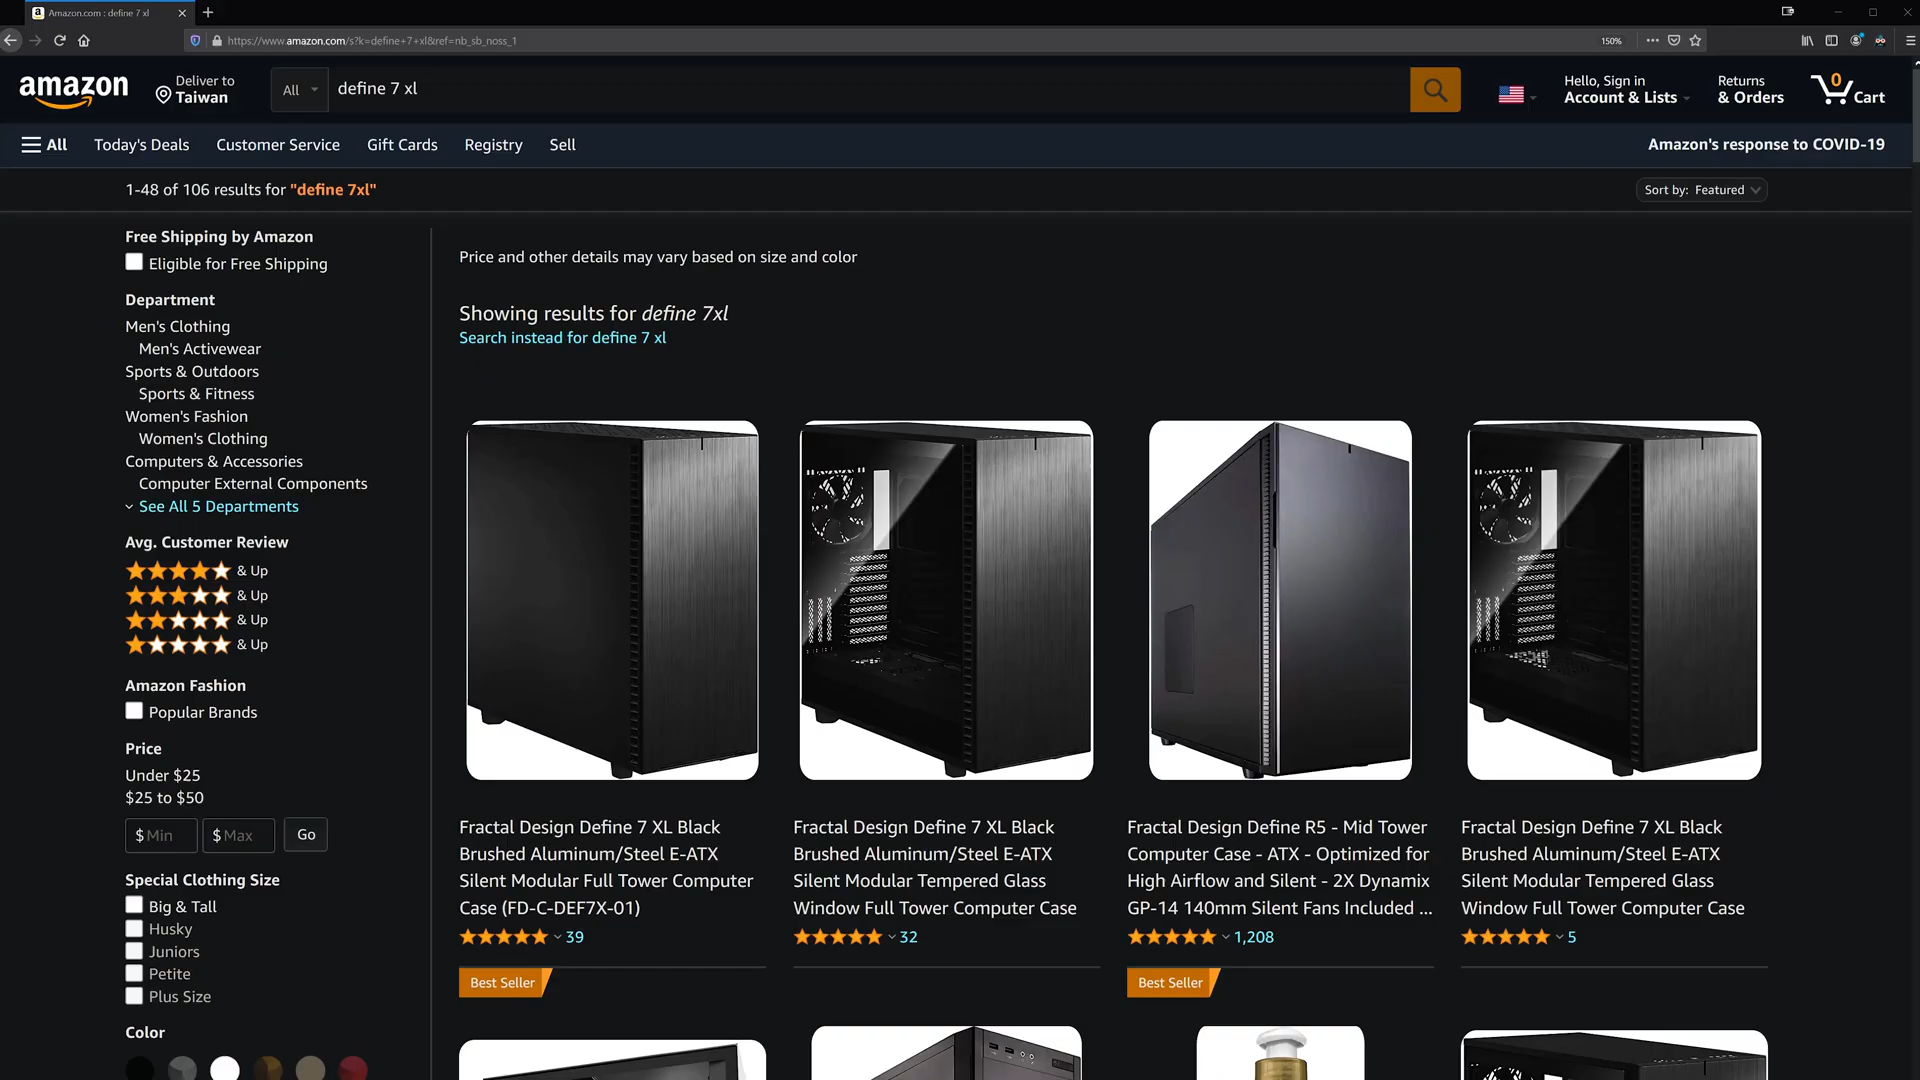 Amazon.com : define 7 xl
https://www.amazon.com/s?k=define+7+xl&ref=nb_sb_noss_1
150%
amazon
Deliver to
Taiwan
All
define 7 xl
Hello, Sign in
Account & Lists
Returns
& Orders
0
Cart
All
Today's Deals
Customer Service
Gift Cards
Registry
Sell
Amazon's response to COVID-19
1-48 of 106 results for "define 7xl"
Sort by: Featured
Free Shipping by Amazon
Eligible for Free Shipping
Department
Men's Clothing
Men's Activewear
Sports & Outdoors
Sports & Fitness
Women's Fashion
Women's Clothing
Computers & Accessories
Computer External Components
See All 5 Departments
Avg. Customer Review
& Up
& Up
& Up
& Up
Amazon Fashion
Popular Brands
Price
Under $25
$25 to $50
$ Min
$ Max
Go
Special Clothing Size
Big & Tall
Husky
Juniors
Petite
Plus Size
Color
Price and other details may vary based on size and color
Showing results for define 7xl
Search instead for define 7 xl
Fractal Design Define 7 XL Black
Brushed Aluminum/Steel E-ATX
Silent Modular Full Tower Computer
Case (FD-C-DEF7X-01)
39
Best Seller
Fractal Design Define 7 XL Black
Brushed Aluminum/Steel E-ATX
Silent Modular Tempered Glass
Window Full Tower Computer Case
32
Fractal Design Define R5 - Mid Tower
Computer Case - ATX - Optimized for
High Airflow and Silent - 2X Dynamix
GP-14 140mm Silent Fans Included ...
1,208
Best Seller
Fractal Design Define 7 XL Black
Brushed Aluminum/Steel E-ATX
Silent Modular Tempered Glass
Window Full Tower Computer Case
5